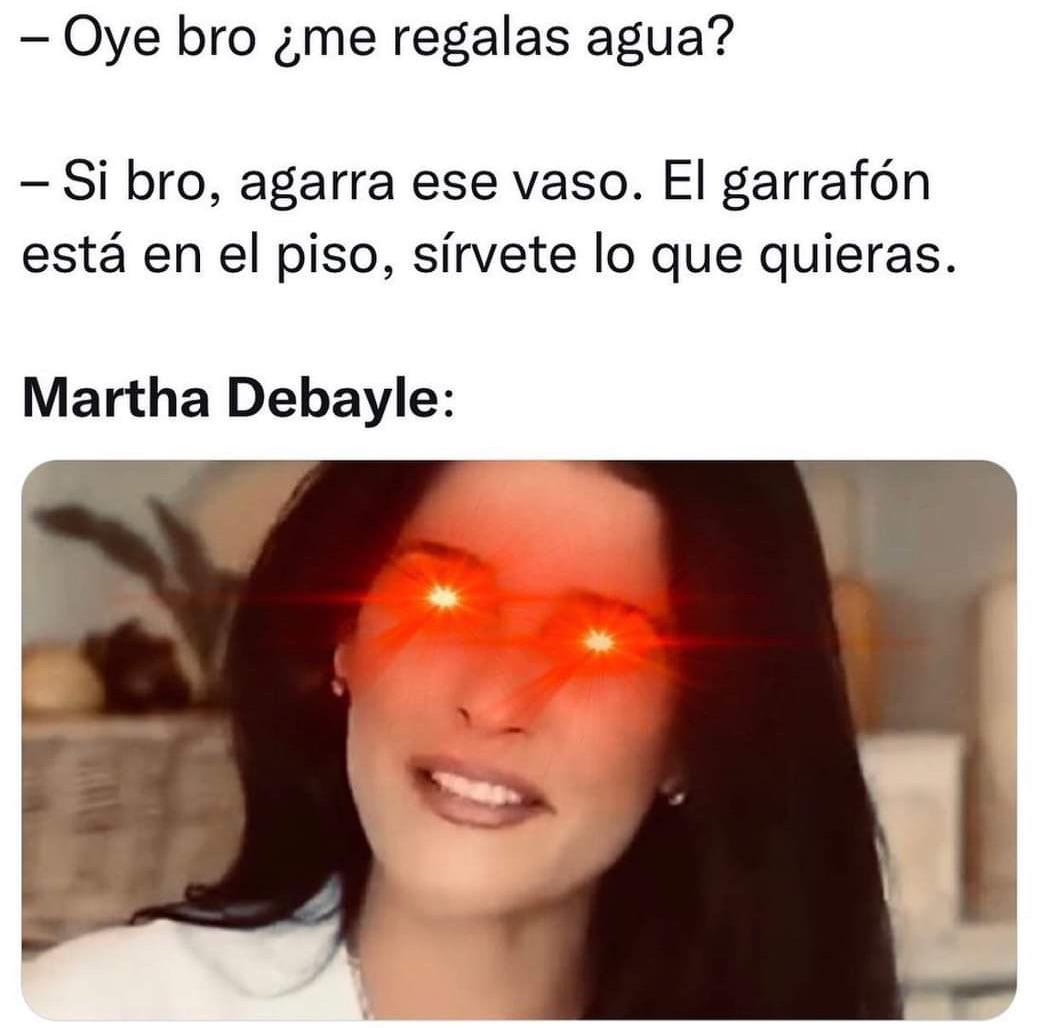 – Oye bro ¿me regalas agua?
– Si bro, agarra ese vaso. El garrafón
está en el piso, sírvete lo que quieras.
Martha Debayle: